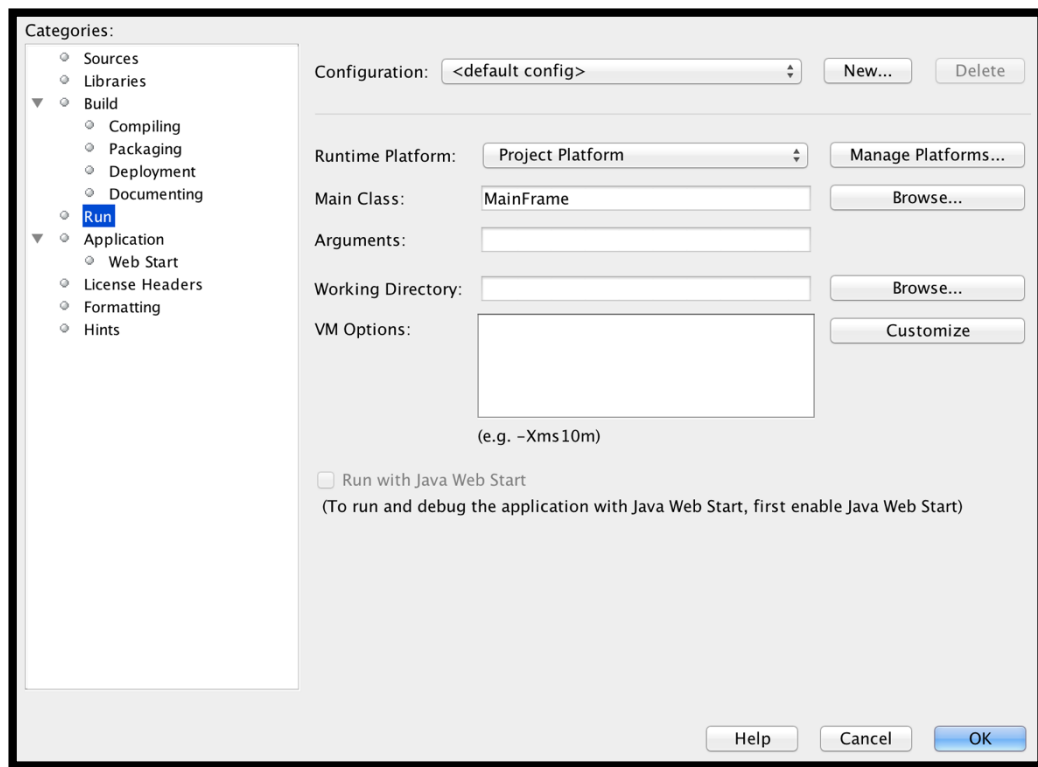 Categories:
Sources
Libraries
Build
Compiling
Packaging
Deployment
Documenting
Run
Application
Web Start
License Headers
Formatting
Hints
Configuration: <default config> New... Delete
Runtime Platform: Project Platform Manage Platforms...
Main Class: MainFrame Browse...
Arguments:
Working Directory: Browse...
VM Options: Customize
(e.g. -Xms10m)
Run with Java Web Start
(To run and debug the application with Java Web Start, first enable Java Web Start)
Help Cancel OK